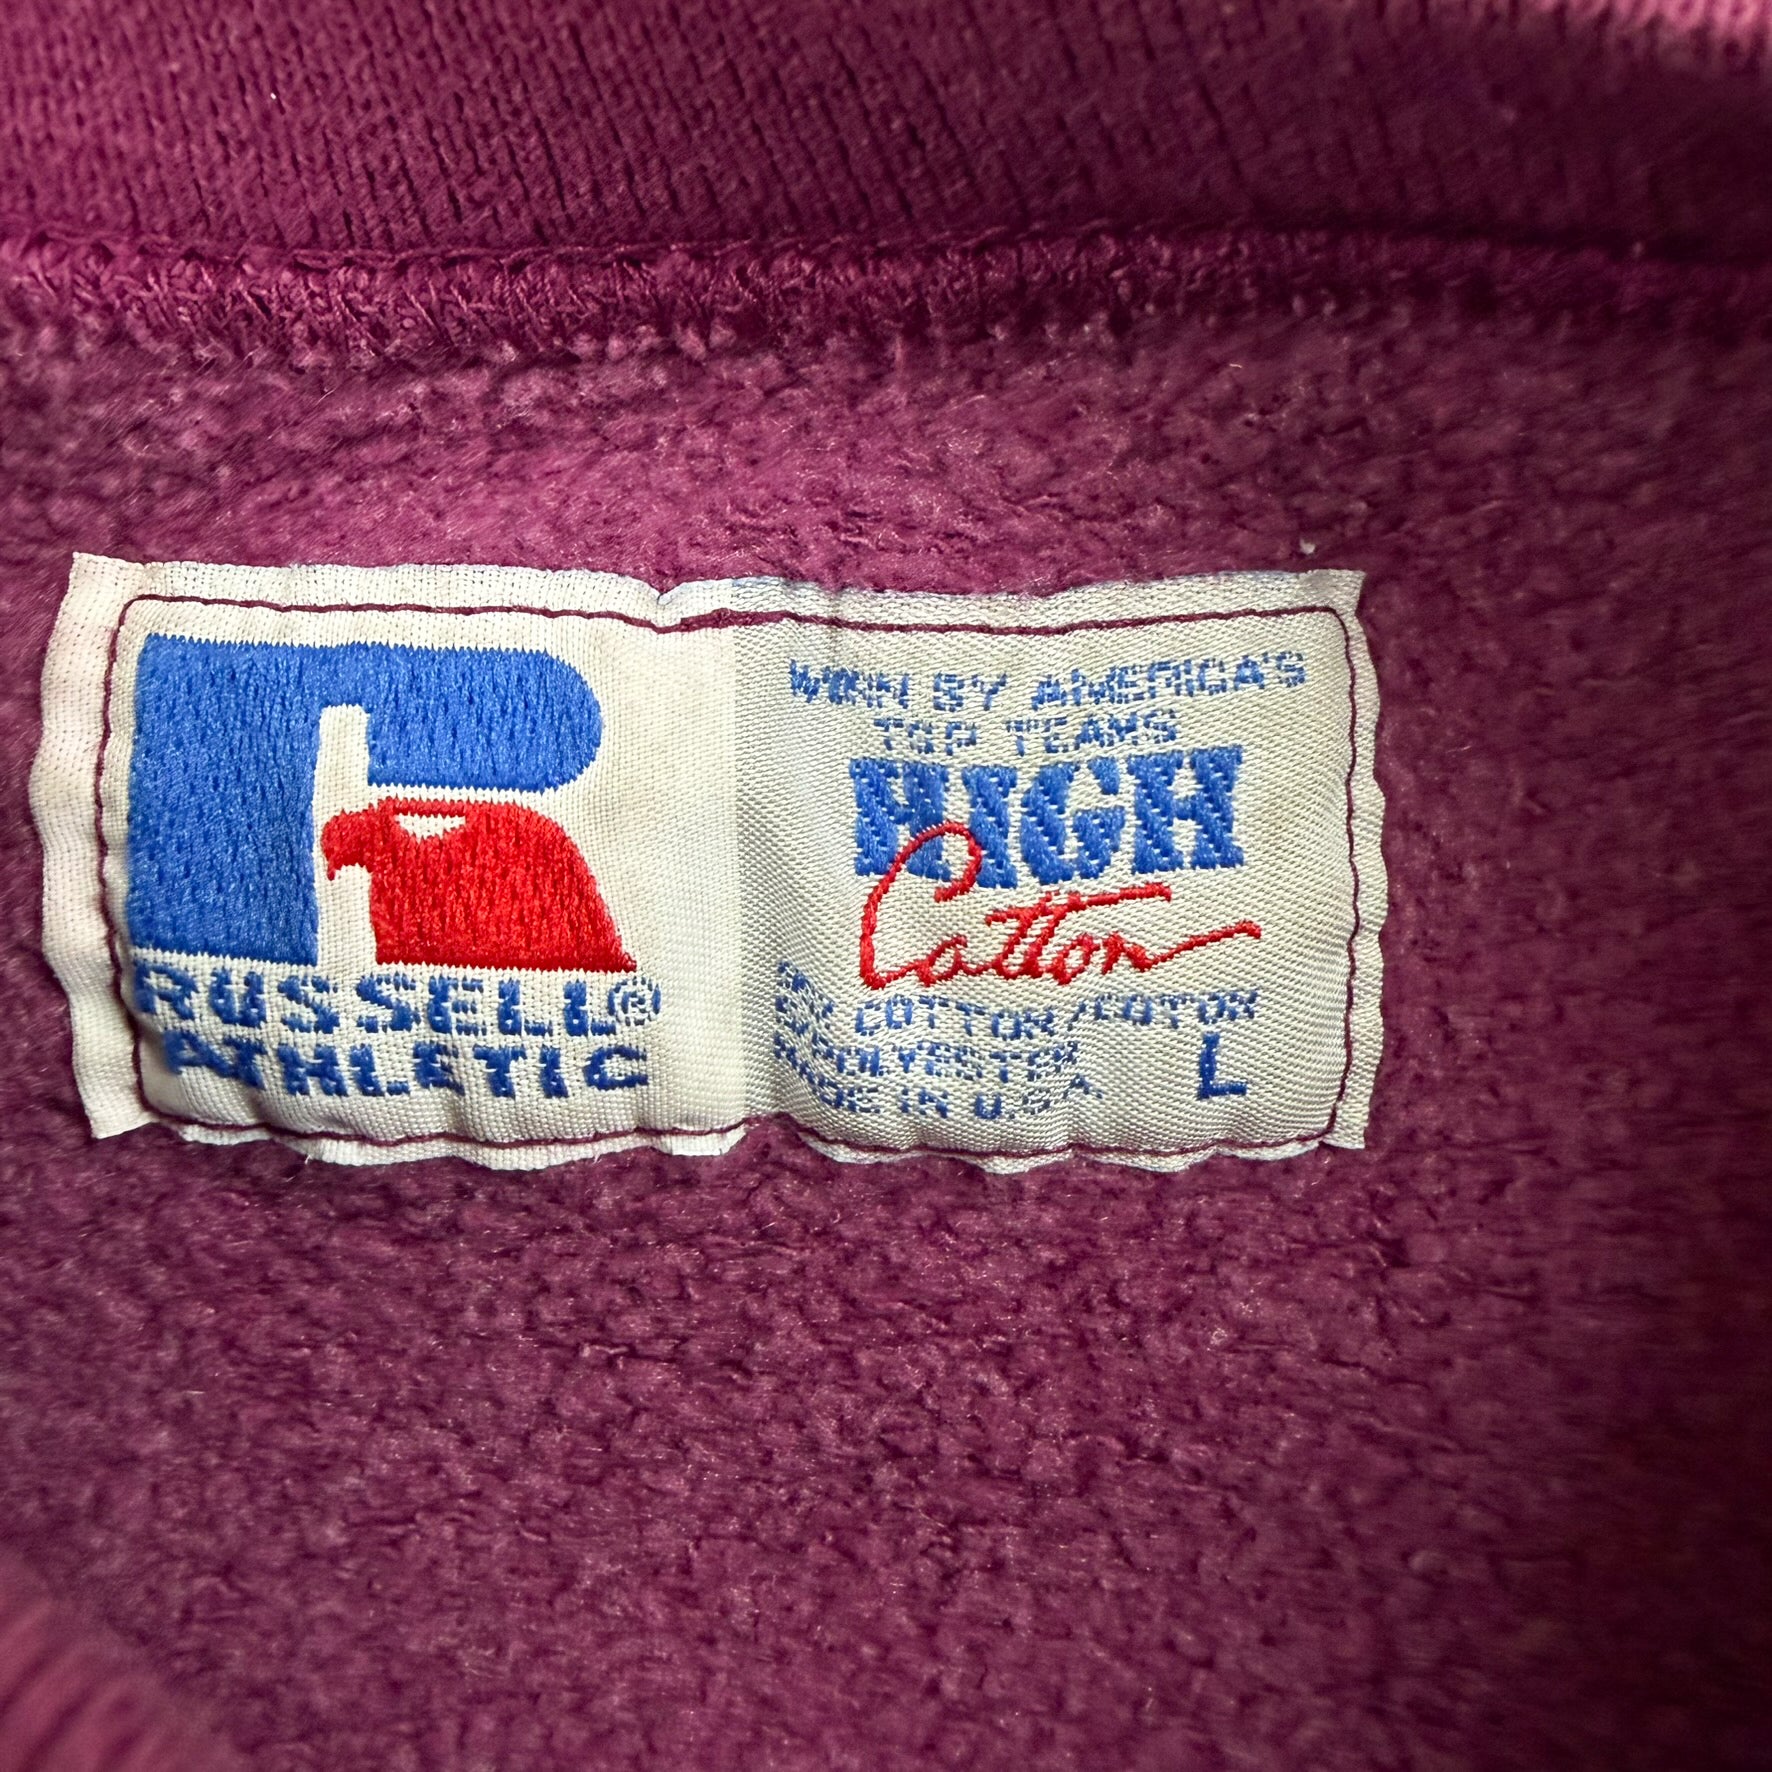 RUSSELL®
ATHLETIC
WORN BY AMERICA'S
TOP TEAMS
HIGH
Cotton
COTTON/COTON
POLYESTER
MADE IN U.S.A.
L